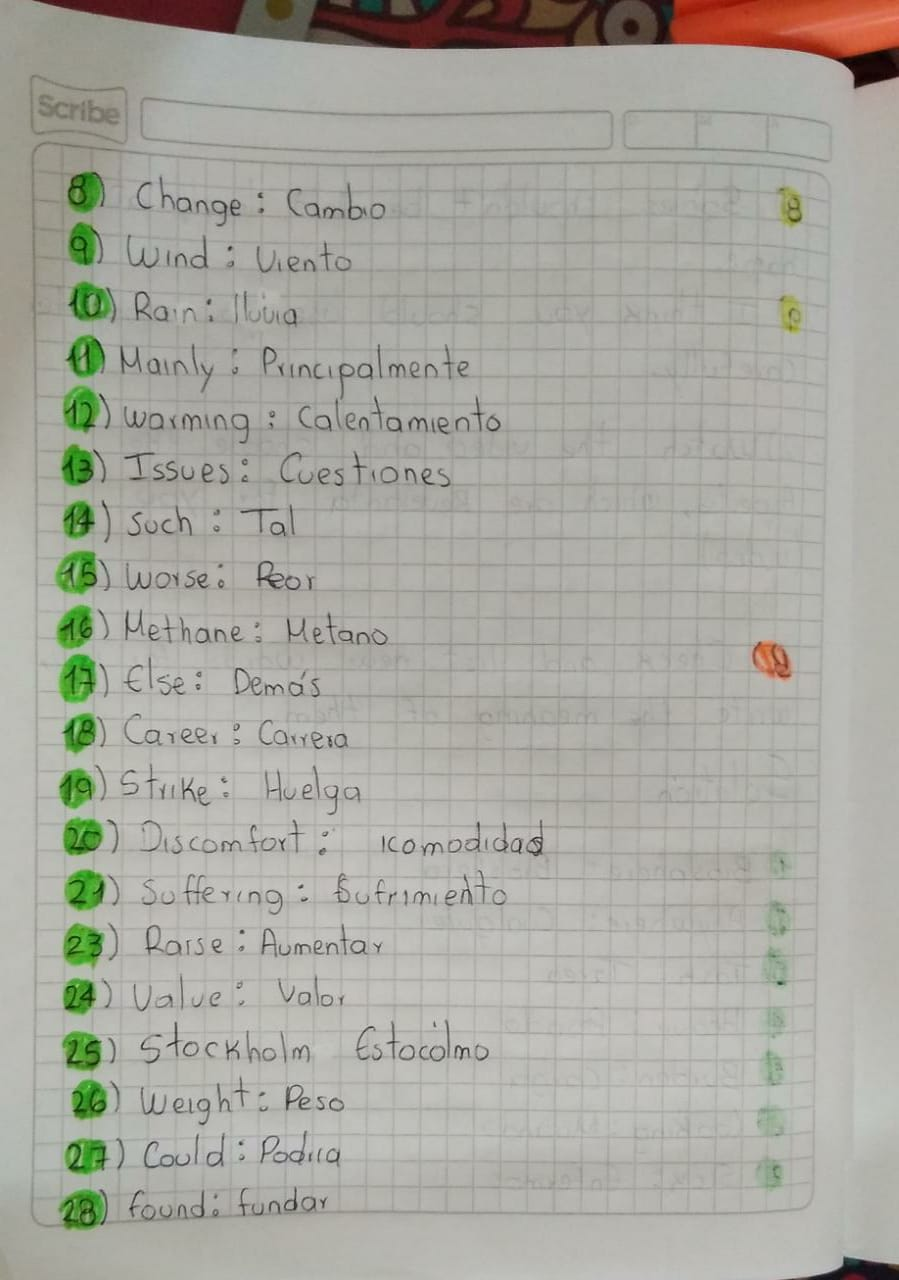 Scribe
8) Change: Cambio
9) Wind: Viento
10) Rain: lluvia
11) Mainly: Principalmente
12) Warming: Calentamiento
13) Issues: Cuestiones
14) Such: Tal
15) Worse: Peor
16) Methane: Metano
17) Else: Demás
18) Career: Carrera
19) Strike: Huelga
20) Discomfort: icomodidad
21) Suffering: Sufrimiento
23) Raise: Aumentar
24) Value: Valor
25) Stockholm Estocolmo
26) Weight: Peso
27) Could: Podria
28) found: fundar